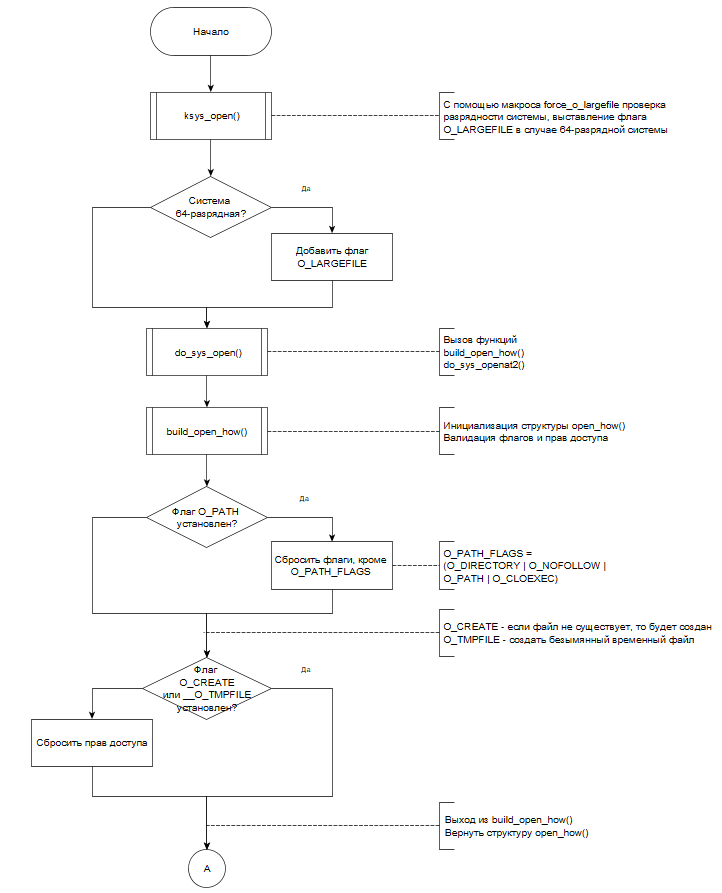 Начало
ksys_open()
С помощью макроса force_o_largefile проверка
разрядности системы, выставление флага
O_LARGEFILE в случае 64-разрядной системы
Система
64-разрядная?
Да
Добавить флаг
O_LARGEFILE
do_sys_open()
Вызов функций
build_open_how()
do_sys_openat2()
build_open_how()
Инициализация структуры open_how()
Валидация флагов и прав доступа
Флаг O_PATH
установлен?
Да
Сбросить флаги, кроме
O_PATH_FLAGS
O_PATH_FLAGS =
(O_DIRECTORY | O_NOFOLLOW |
O_PATH | O_CLOEXEC)
O_CREATE - если файл не существует, то будет создан
O_TMPFILE - создать безымянный временный файл
Флаг
O_CREATE
или __O_TMPFILE
установлен?
Да
Сбросить прав доступа
Выход из build_open_how()
Вернуть структуру open_how()
A